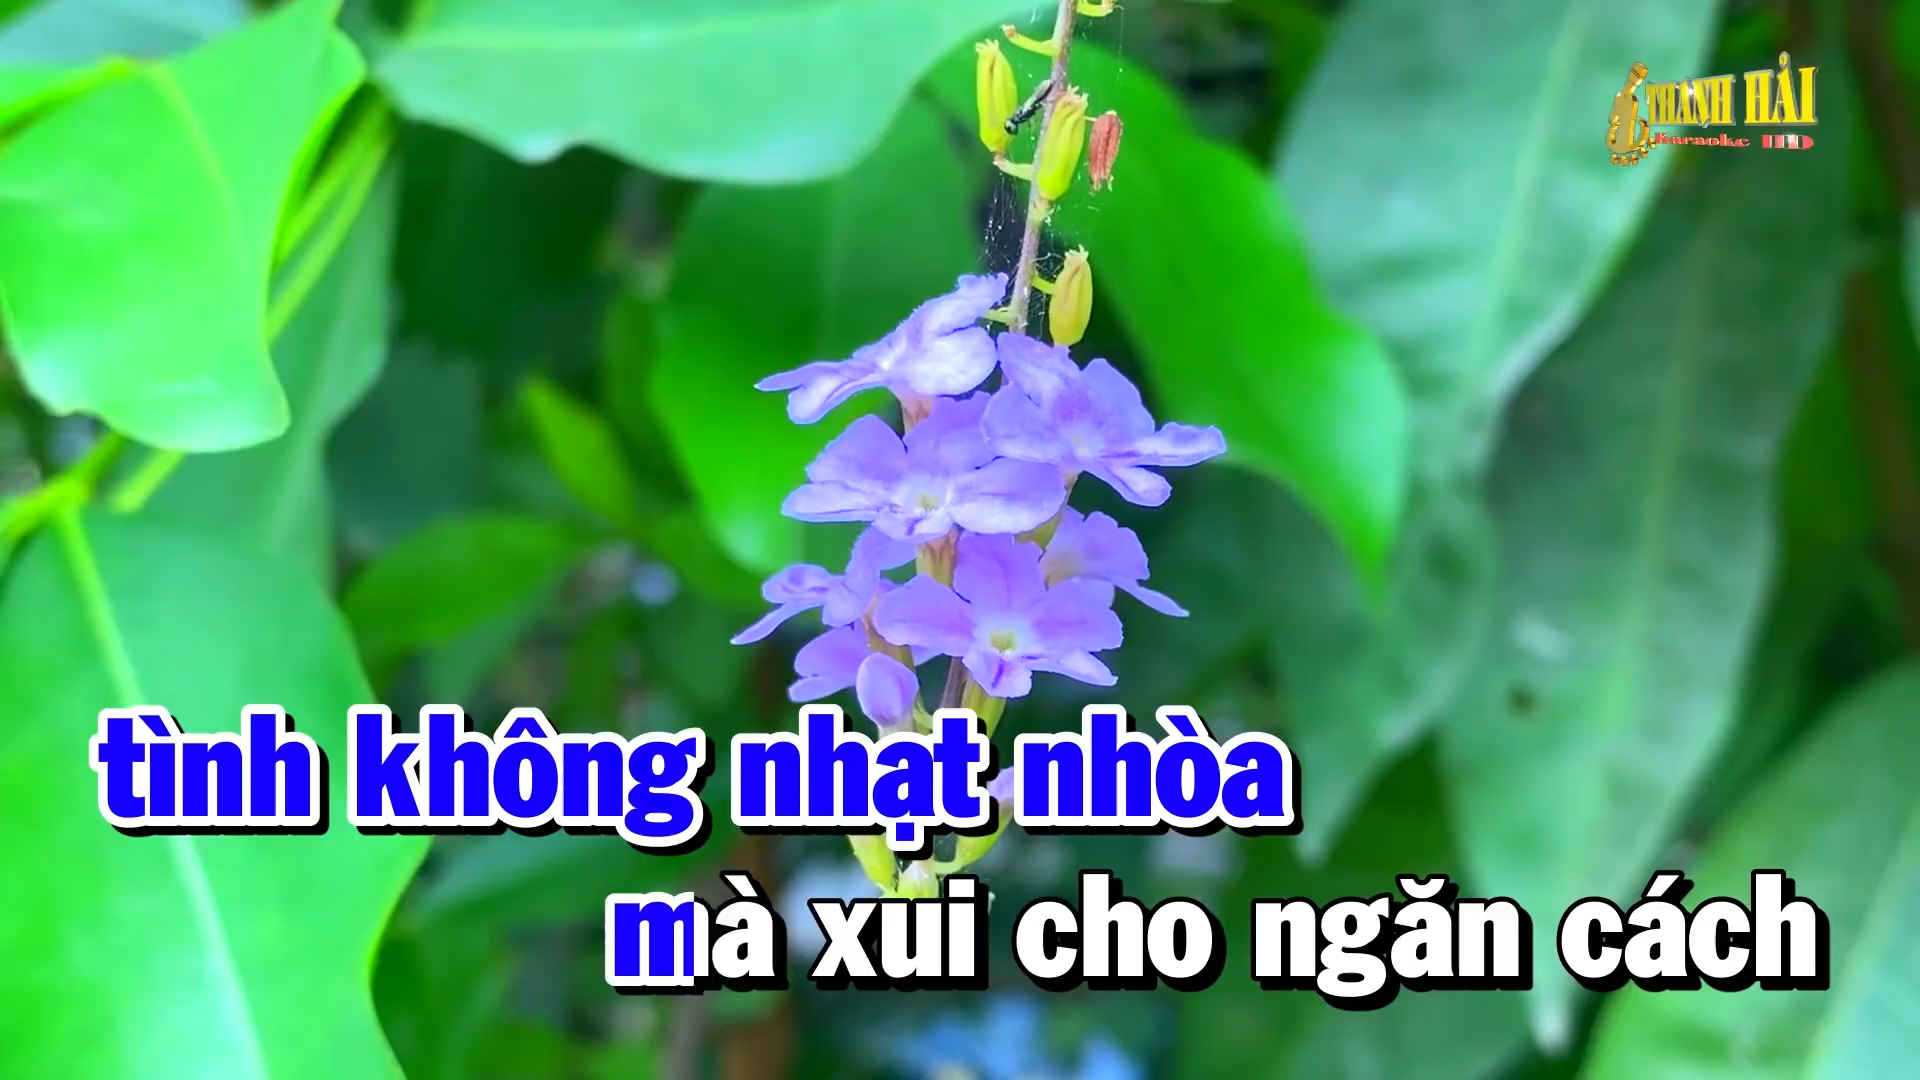 THANH HẢI
Karaoke HD
tình không nhạt nhòa
mà xui cho ngăn cách